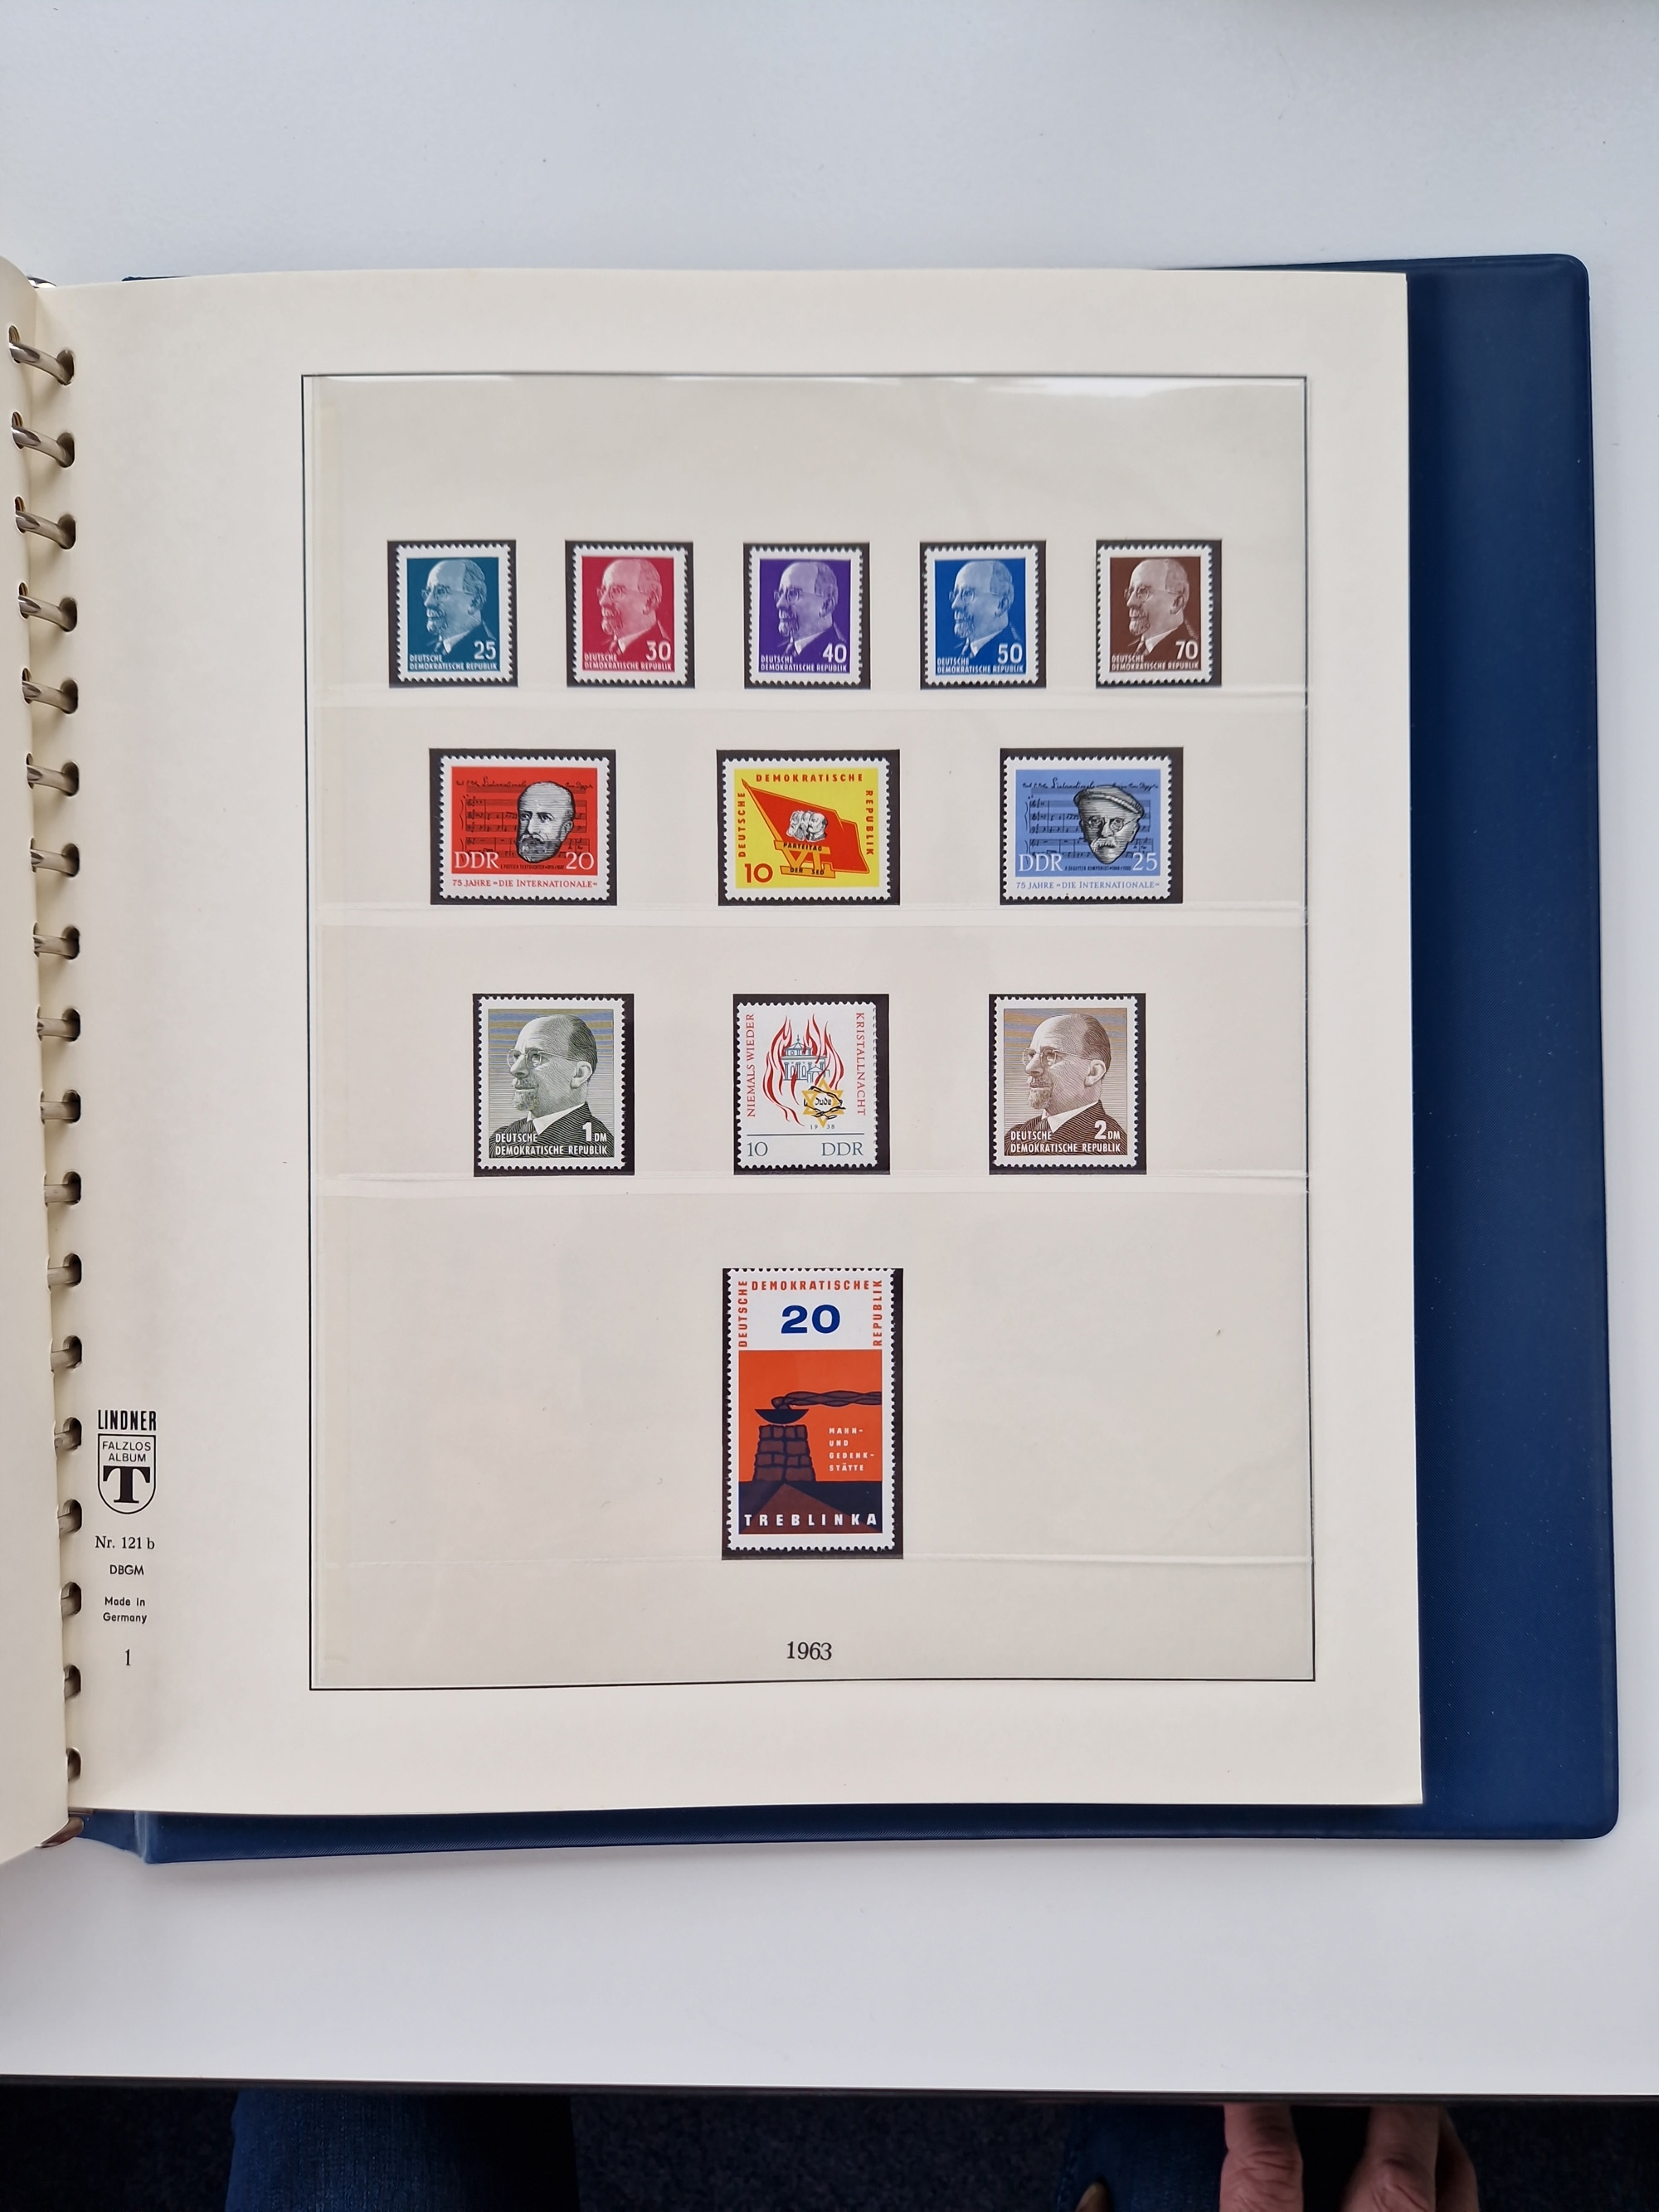 25
DEUTSCHE
DEMOKRATISCHE REPUBLIK
30
DEUTSCHE
DEMOKRATISCHE REPUBLIK
40
DEUTSCHE
DEMOKRATISCHE REPUBLIK
50
DEUTSCHE
DEMOKRATISCHE REPUBLIK
70
DEUTSCHE
DEMOKRATISCHE REPUBLIK
DDR 20
75 JAHRE »DIE INTERNATIONALE«
DEUTSCHE
DEMOKRATISCHE
REPUBLIK
PARTEITAG
VI.
DER SED
10
DDR 25
75 JAHRE »DIE INTERNATIONALE«
1 DM
DEUTSCHE
DEMOKRATISCHE REPUBLIK
NIEMALS WIEDER
KRISTALLNACHT
Jude
1938
10 DDR
2 DM
DEUTSCHE
DEMOKRATISCHE REPUBLIK
DEUTSCHE
DEMOKRATISCHE
REPUBLIK
20
MAHN-
UND
GEDENK-
STÄTTE
TREBLINKA
LINDNER
FALZLOS
ALBUM
T
Nr. 121 b
DBGM
Made in
Germany
1
1963